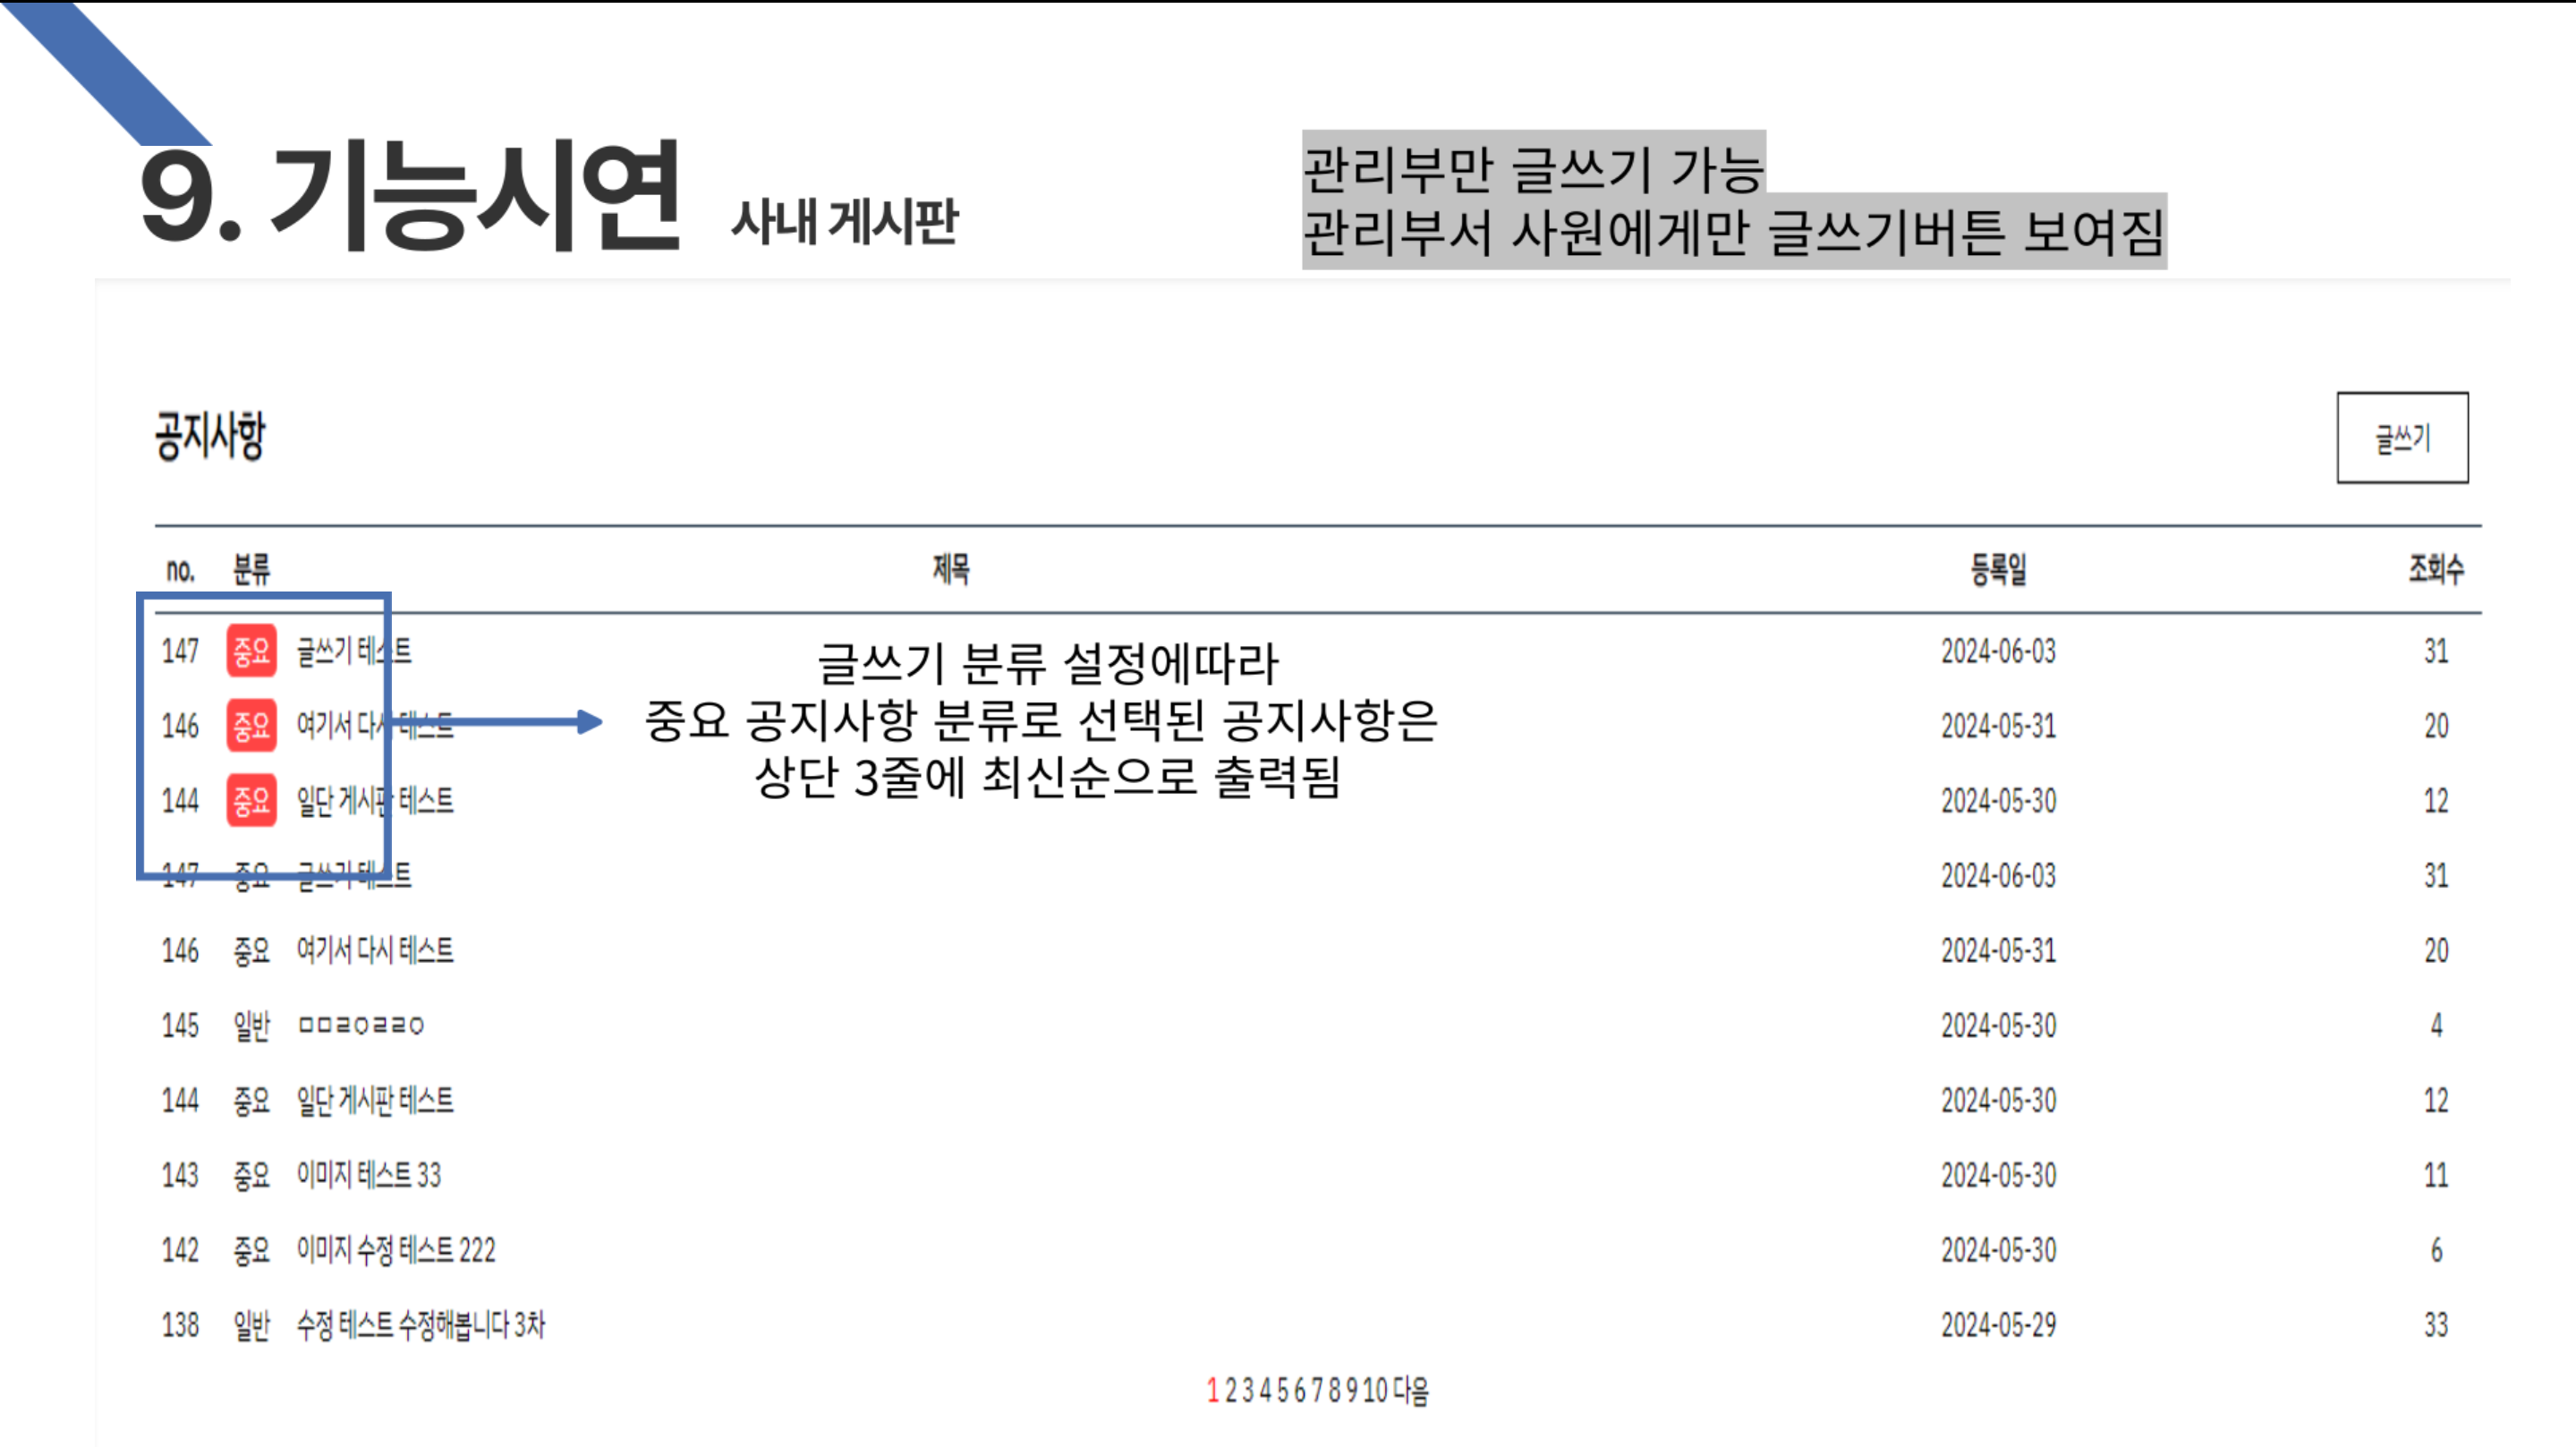 9. 기능시연 사내 게시판
관리부만 글쓰기 가능
관리부서 사원에게만 글쓰기버튼 보여짐
공지사항
글쓰기
no. 분류 제목 등록일 조회수
147 중요 글쓰기 테스트 2024-06-03 31
146 중요 여기서 다시 테스트 2024-05-31 20
144 중요 일단 게시판 테스트 2024-05-30 12
글쓰기 분류 설정에따라
중요 공지사항 분류로 선택된 공지사항은
상단 3줄에 최신순으로 출력됨
147 중요 글쓰기 테스트 2024-06-03 31
146 중요 여기서 다시 테스트 2024-05-31 20
145 일반 ㅁㅁㄹㅇㄹㄹㅇ 2024-05-30 4
144 중요 일단 게시판 테스트 2024-05-30 12
143 중요 이미지 테스트 33 2024-05-30 11
142 중요 이미지 수정 테스트 222 2024-05-30 6
138 일반 수정 테스트 수정해봅니다 3차 2024-05-29 33
1 2 3 4 5 6 7 8 9 10 다음